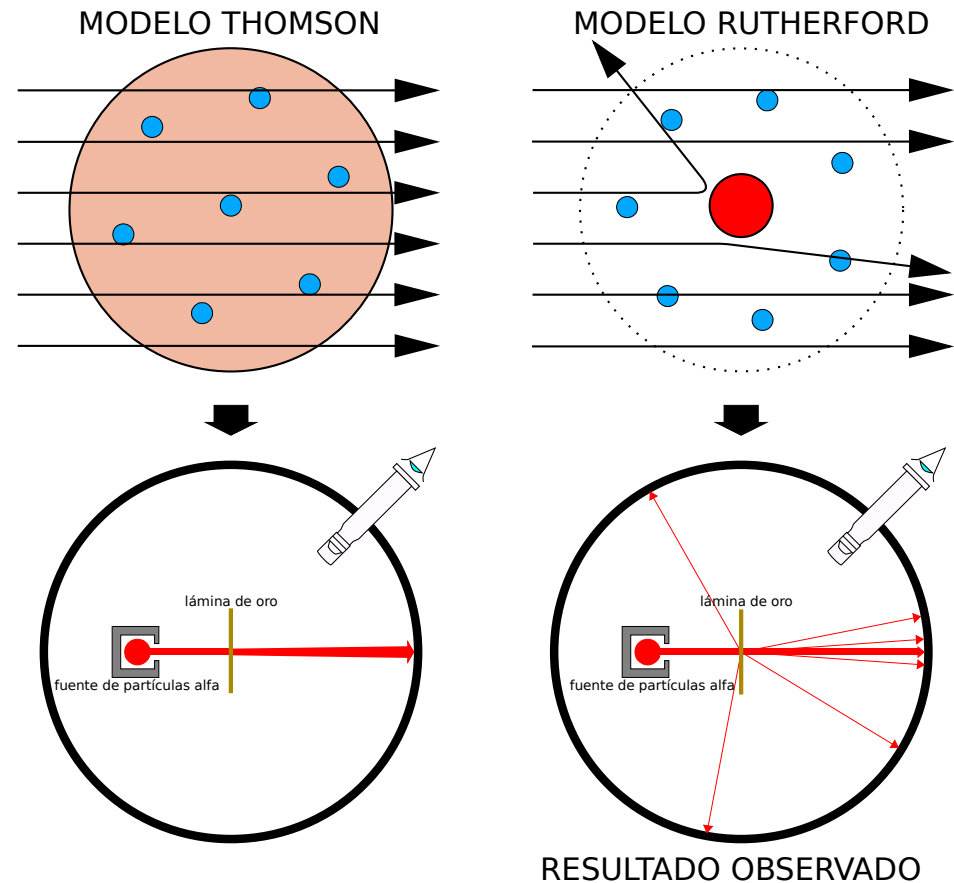 MODELO THOMSON
MODELO RUTHERFORD
lámina de oro
fuente de partículas alfa
lámina de oro
fuente de partículas alfa
RESULTADO OBSERVADO